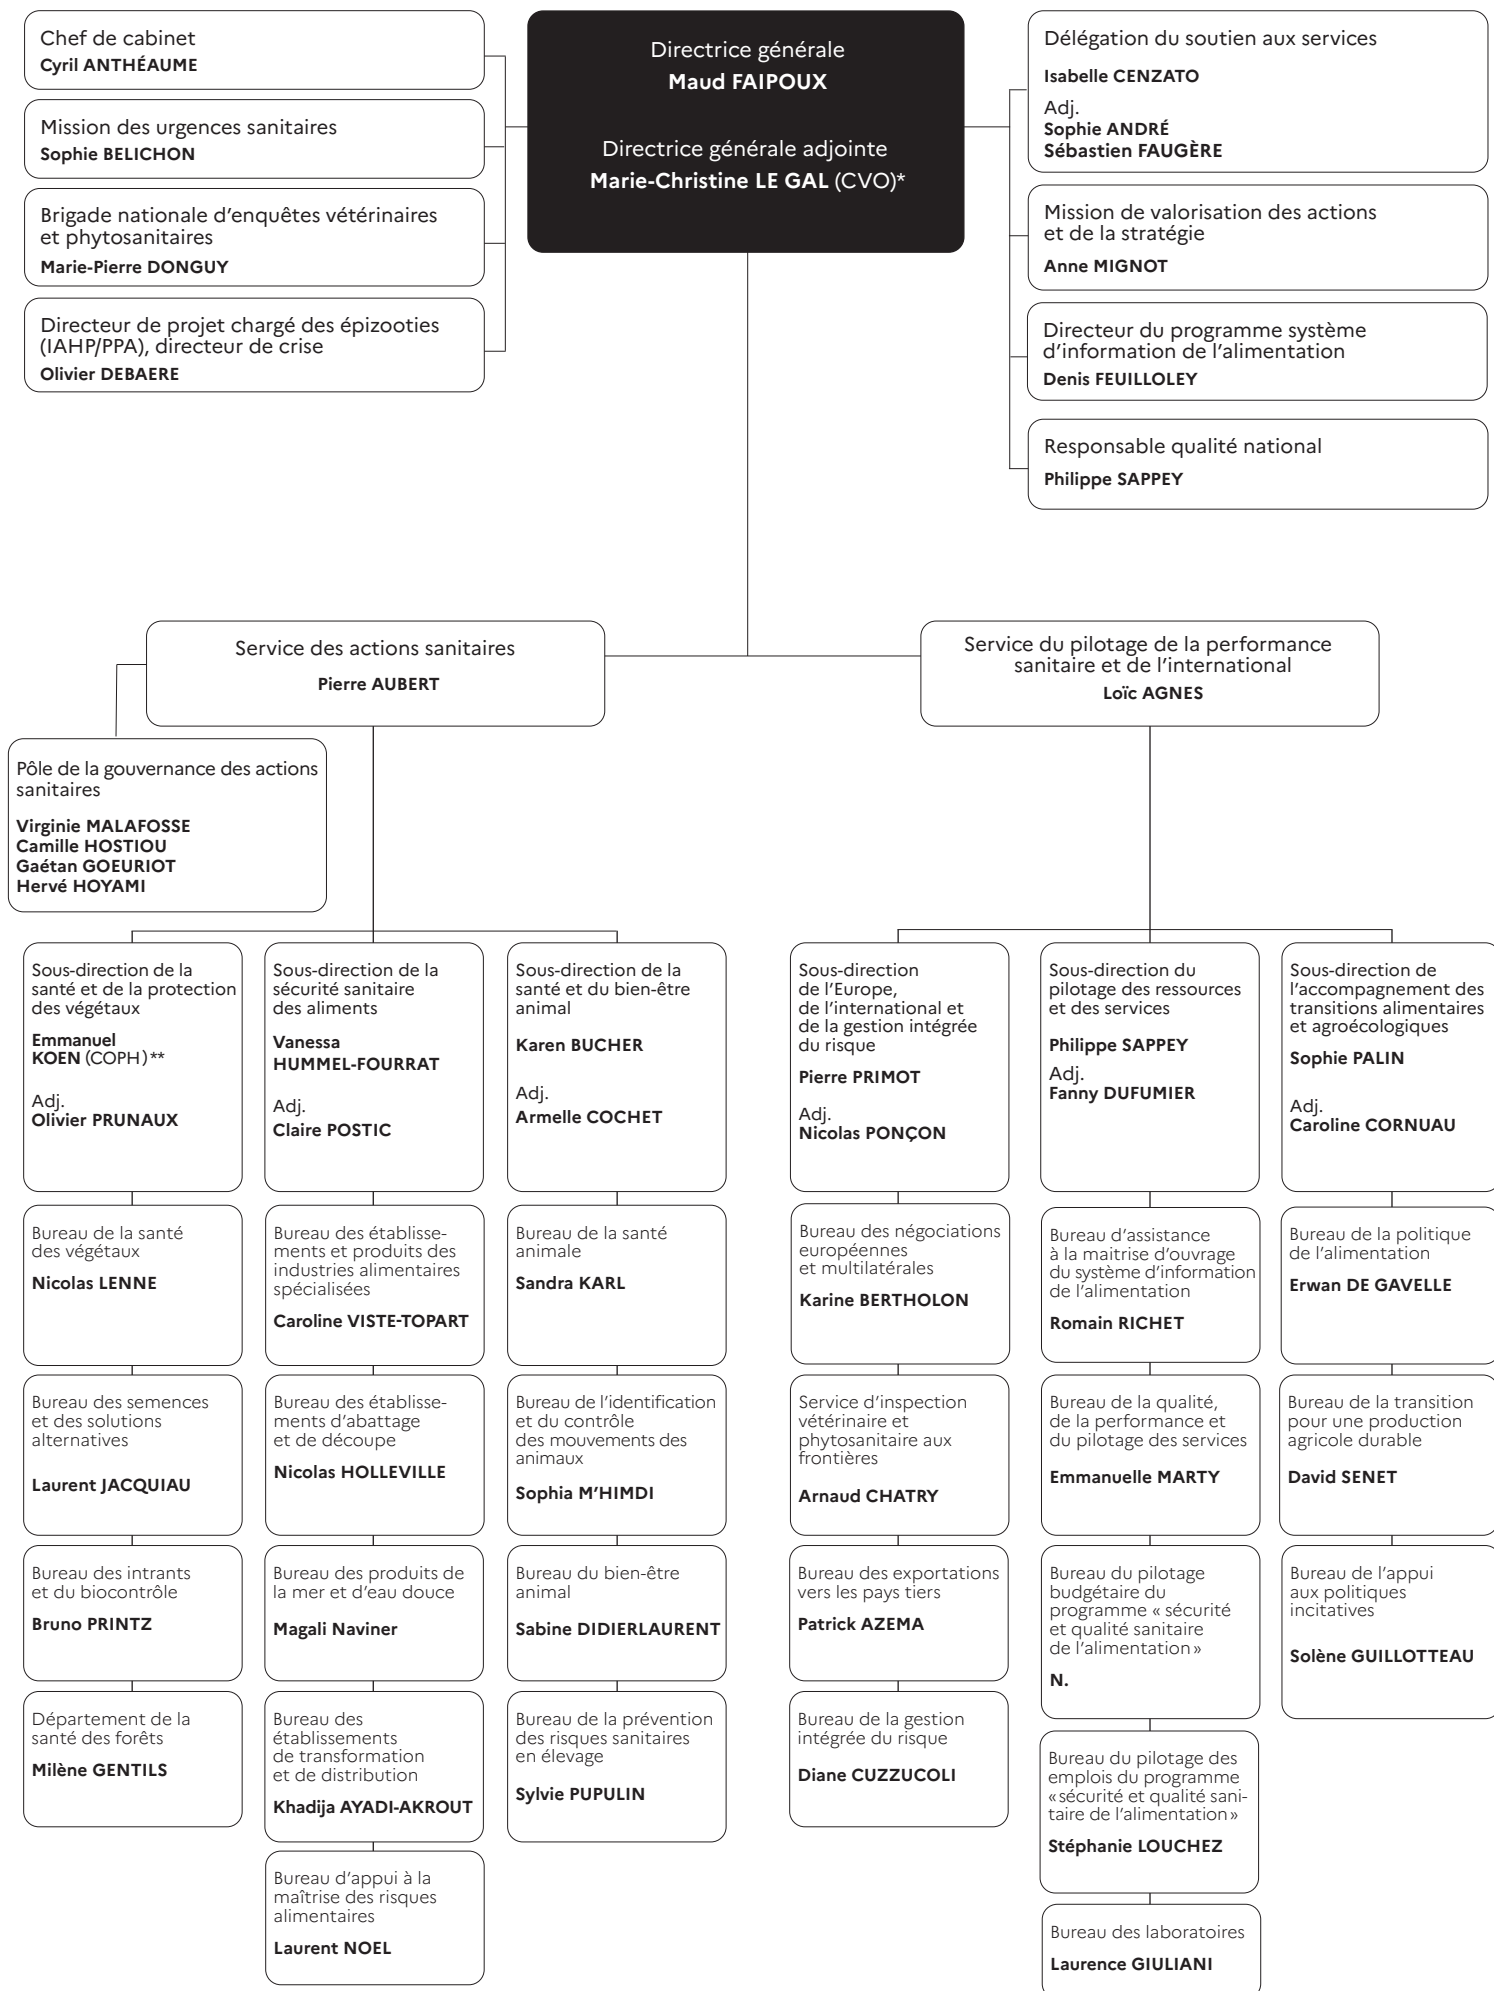 Chef de cabinet
Cyril ANTHÉAUME
Mission des urgences sanitaires
Sophie BELICHON
Brigade nationale d'enquêtes vétérinaires
et phytosanitaires
Marie-Pierre DONGUY
Directeur de projet chargé des épizooties
(IAHP/PPA), directeur de crise
Olivier DEBAERE
Directrice générale
Maud FAIPOUX
Directrice générale adjointe
Marie-Christine LE GAL (CVO)*
Délégation du soutien aux services
Isabelle CENZATO
Adj.
Sophie ANDRÉ
Sébastien FAUGÈRE
Mission de valorisation des actions
et de la stratégie
Anne MIGNOT
Directeur du programme système
d'information de l'alimentation
Denis FEUILLOLEY
Responsable qualité national
Philippe SAPPEY
Service des actions sanitaires
Pierre AUBERT
Service du pilotage de la performance
sanitaire et de l'international
Loïc AGNES
Pôle de la gouvernance des actions
sanitaires
Virginie MALAFOSSE
Camille HOSTIOU
Gaétan GOEURIOT
Hervé HOYAMI
Sous-direction de la
santé et de la protection
des végétaux
Emmanuel
KOEN (COPH)**
Adj.
Olivier PRUNAUX
Bureau de la santé
des végétaux
Nicolas LENNE
Bureau des semences
et des solutions
alternatives
Laurent JACQUIAU
Bureau des intrants
et du biocontrôle
Bruno PRINTZ
Département de la
santé des forêts
Milène GENTILS
Sous-direction de la
sécurité sanitaire
des aliments
Vanessa
HUMMEL-FOURRAT
Adj.
Claire POSTIC
Bureau des établisse-
ments et produits des
industries alimentaires
spécialisées
Caroline VISTE-TOPART
Bureau des établisse-
ments d'abattage
et de découpe
Nicolas HOLLEVILLE
Bureau des produits de
la mer et d'eau douce
Magali Naviner
Bureau des
établissements
de transformation
et de distribution
Khadija AYADI-AKROUT
Bureau d'appui à la
maîtrise des risques
alimentaires
Laurent NOEL
Sous-direction de la
santé et du bien-être
animal
Karen BUCHER
Adj.
Armelle COCHET
Bureau de la santé
animale
Sandra KARL
Bureau de l'identification
et du contrôle
des mouvements des
animaux
Sophia M'HIMDI
Bureau du bien-être
animal
Sabine DIDIERLAURENT
Bureau de la prévention
des risques sanitaires
en élevage
Sylvie PUPULIN
Sous-direction
de l'Europe,
de l'international et
de la gestion intégrée
du risque
Pierre PRIMOT
Adj.
Nicolas PONÇON
Bureau des négociations
européennes
et multilatérales
Karine BERTHOLON
Service d'inspection
vétérinaire et
phytosanitaire aux
frontières
Arnaud CHATRY
Bureau des exportations
vers les pays tiers
Patrick AZEMA
Bureau de la gestion
intégrée du risque
Diane CUZZUCOLI
Sous-direction du
pilotage des ressources
et des services
Philippe SAPPEY
Adj.
Fanny DUFUMIER
Bureau d'assistance
à la maitrise d'ouvrage
du système d'information
de l'alimentation
Romain RICHET
Bureau de la qualité,
de la performance et
du pilotage des services
Emmanuelle MARTY
Bureau du pilotage
budgétaire du
programme « sécurité
et qualité sanitaire
de l'alimentation »
N.
Bureau du pilotage des
emplois du programme
«sécurité et qualité sani-
taire de l'alimentation»
Stéphanie LOUCHEZ
Bureau des laboratoires
Laurence GIULIANI
Sous-direction de
l'accompagnement des
transitions alimentaires
et agroécologiques
Sophie PALIN
Adj.
Caroline CORNUAU
Bureau de la politique
de l'alimentation
Erwan DE GAVELLE
Bureau de la transition
pour une production
agricole durable
David SENET
Bureau de l'appui
aux politiques
incitatives
Solène GUILLOTTEAU